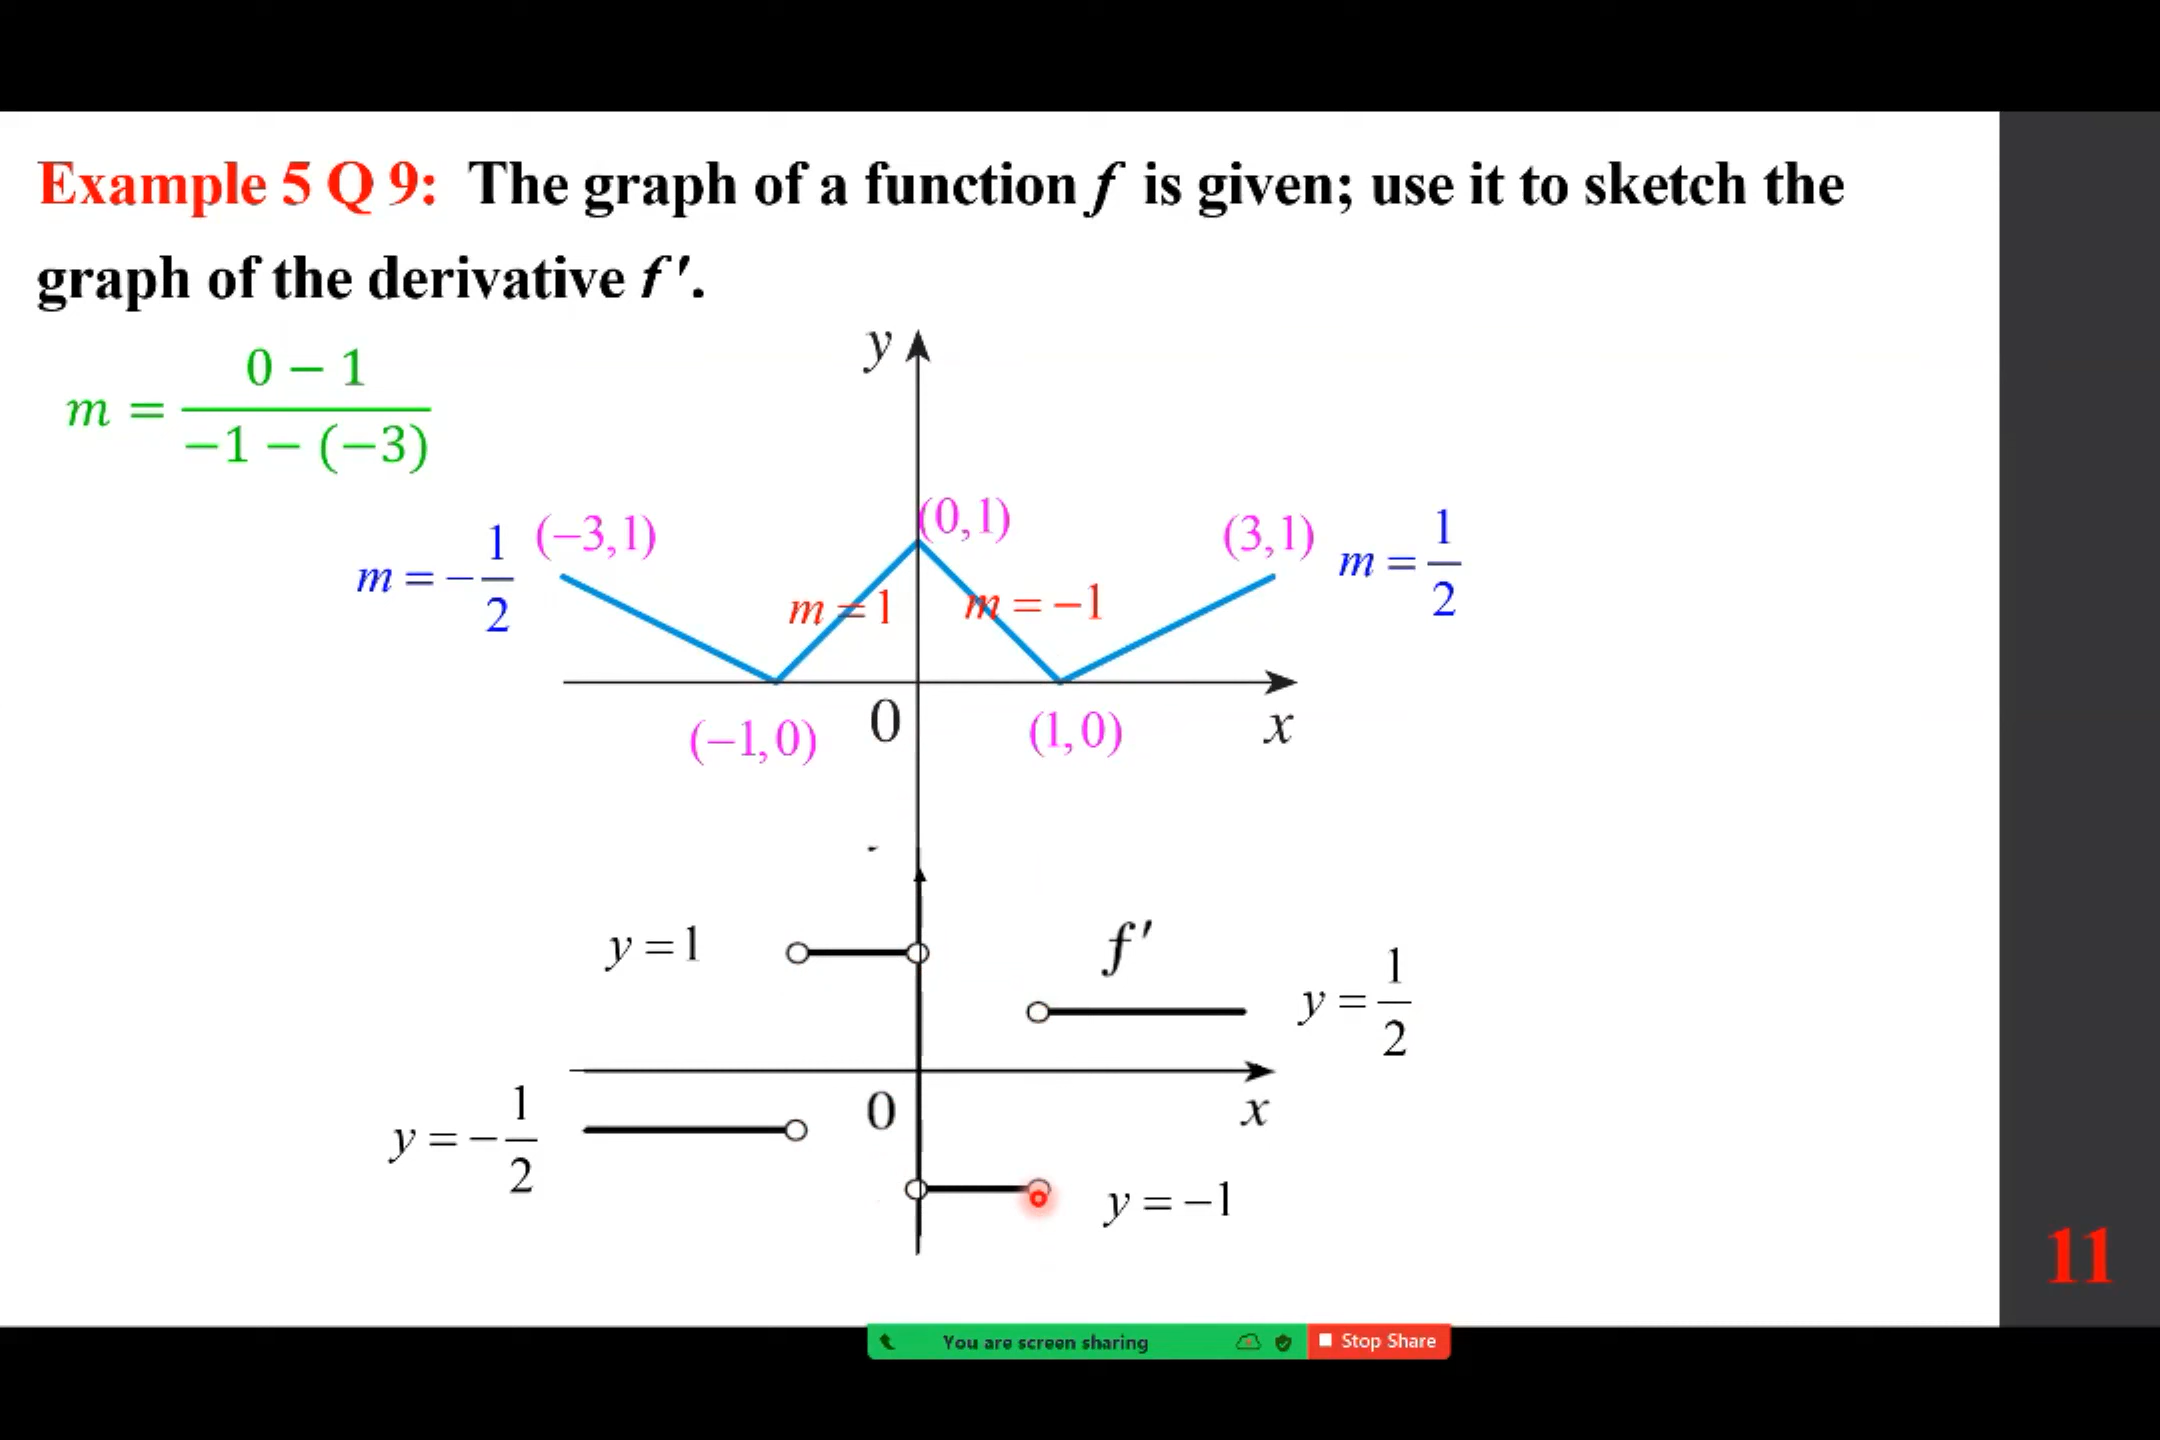 Example 5 Q 9: The graph of a function f is given; use it to sketch the
graph of the derivative f′.
m = (0 − 1)/(−1 − (−3))
y
m = −1/2
(−3,1)
(0,1)
(3,1)
m = 1/2
m = 1
m = −1
(−1,0)
0
(1,0)
x
y = 1
f′
y = 1/2
0
x
y = −1/2
y = −1
11
You are screen sharing
Stop Share